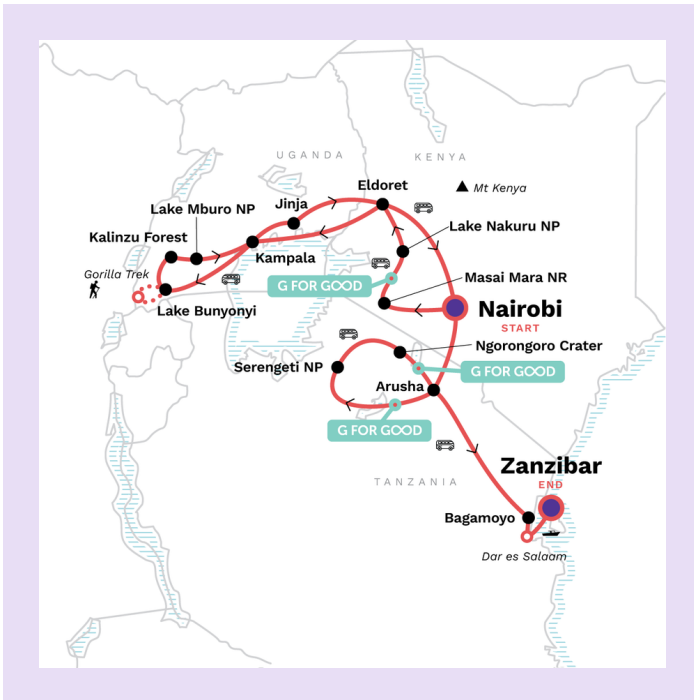 UGANDA
KENYA
Eldoret
Mt Kenya
Jinja
Lake Mburo NP
Lake Nakuru NP
Kalinzu Forest
Kampala
Gorilla Trek
G FOR GOOD
Masai Mara NR
Lake Bunyonyi
Nairobi
START
Ngorongoro Crater
Serengeti NP
G FOR GOOD
Arusha
G FOR GOOD
Zanzibar
TANZANIA
END
Bagamoyo
Dar es Salaam